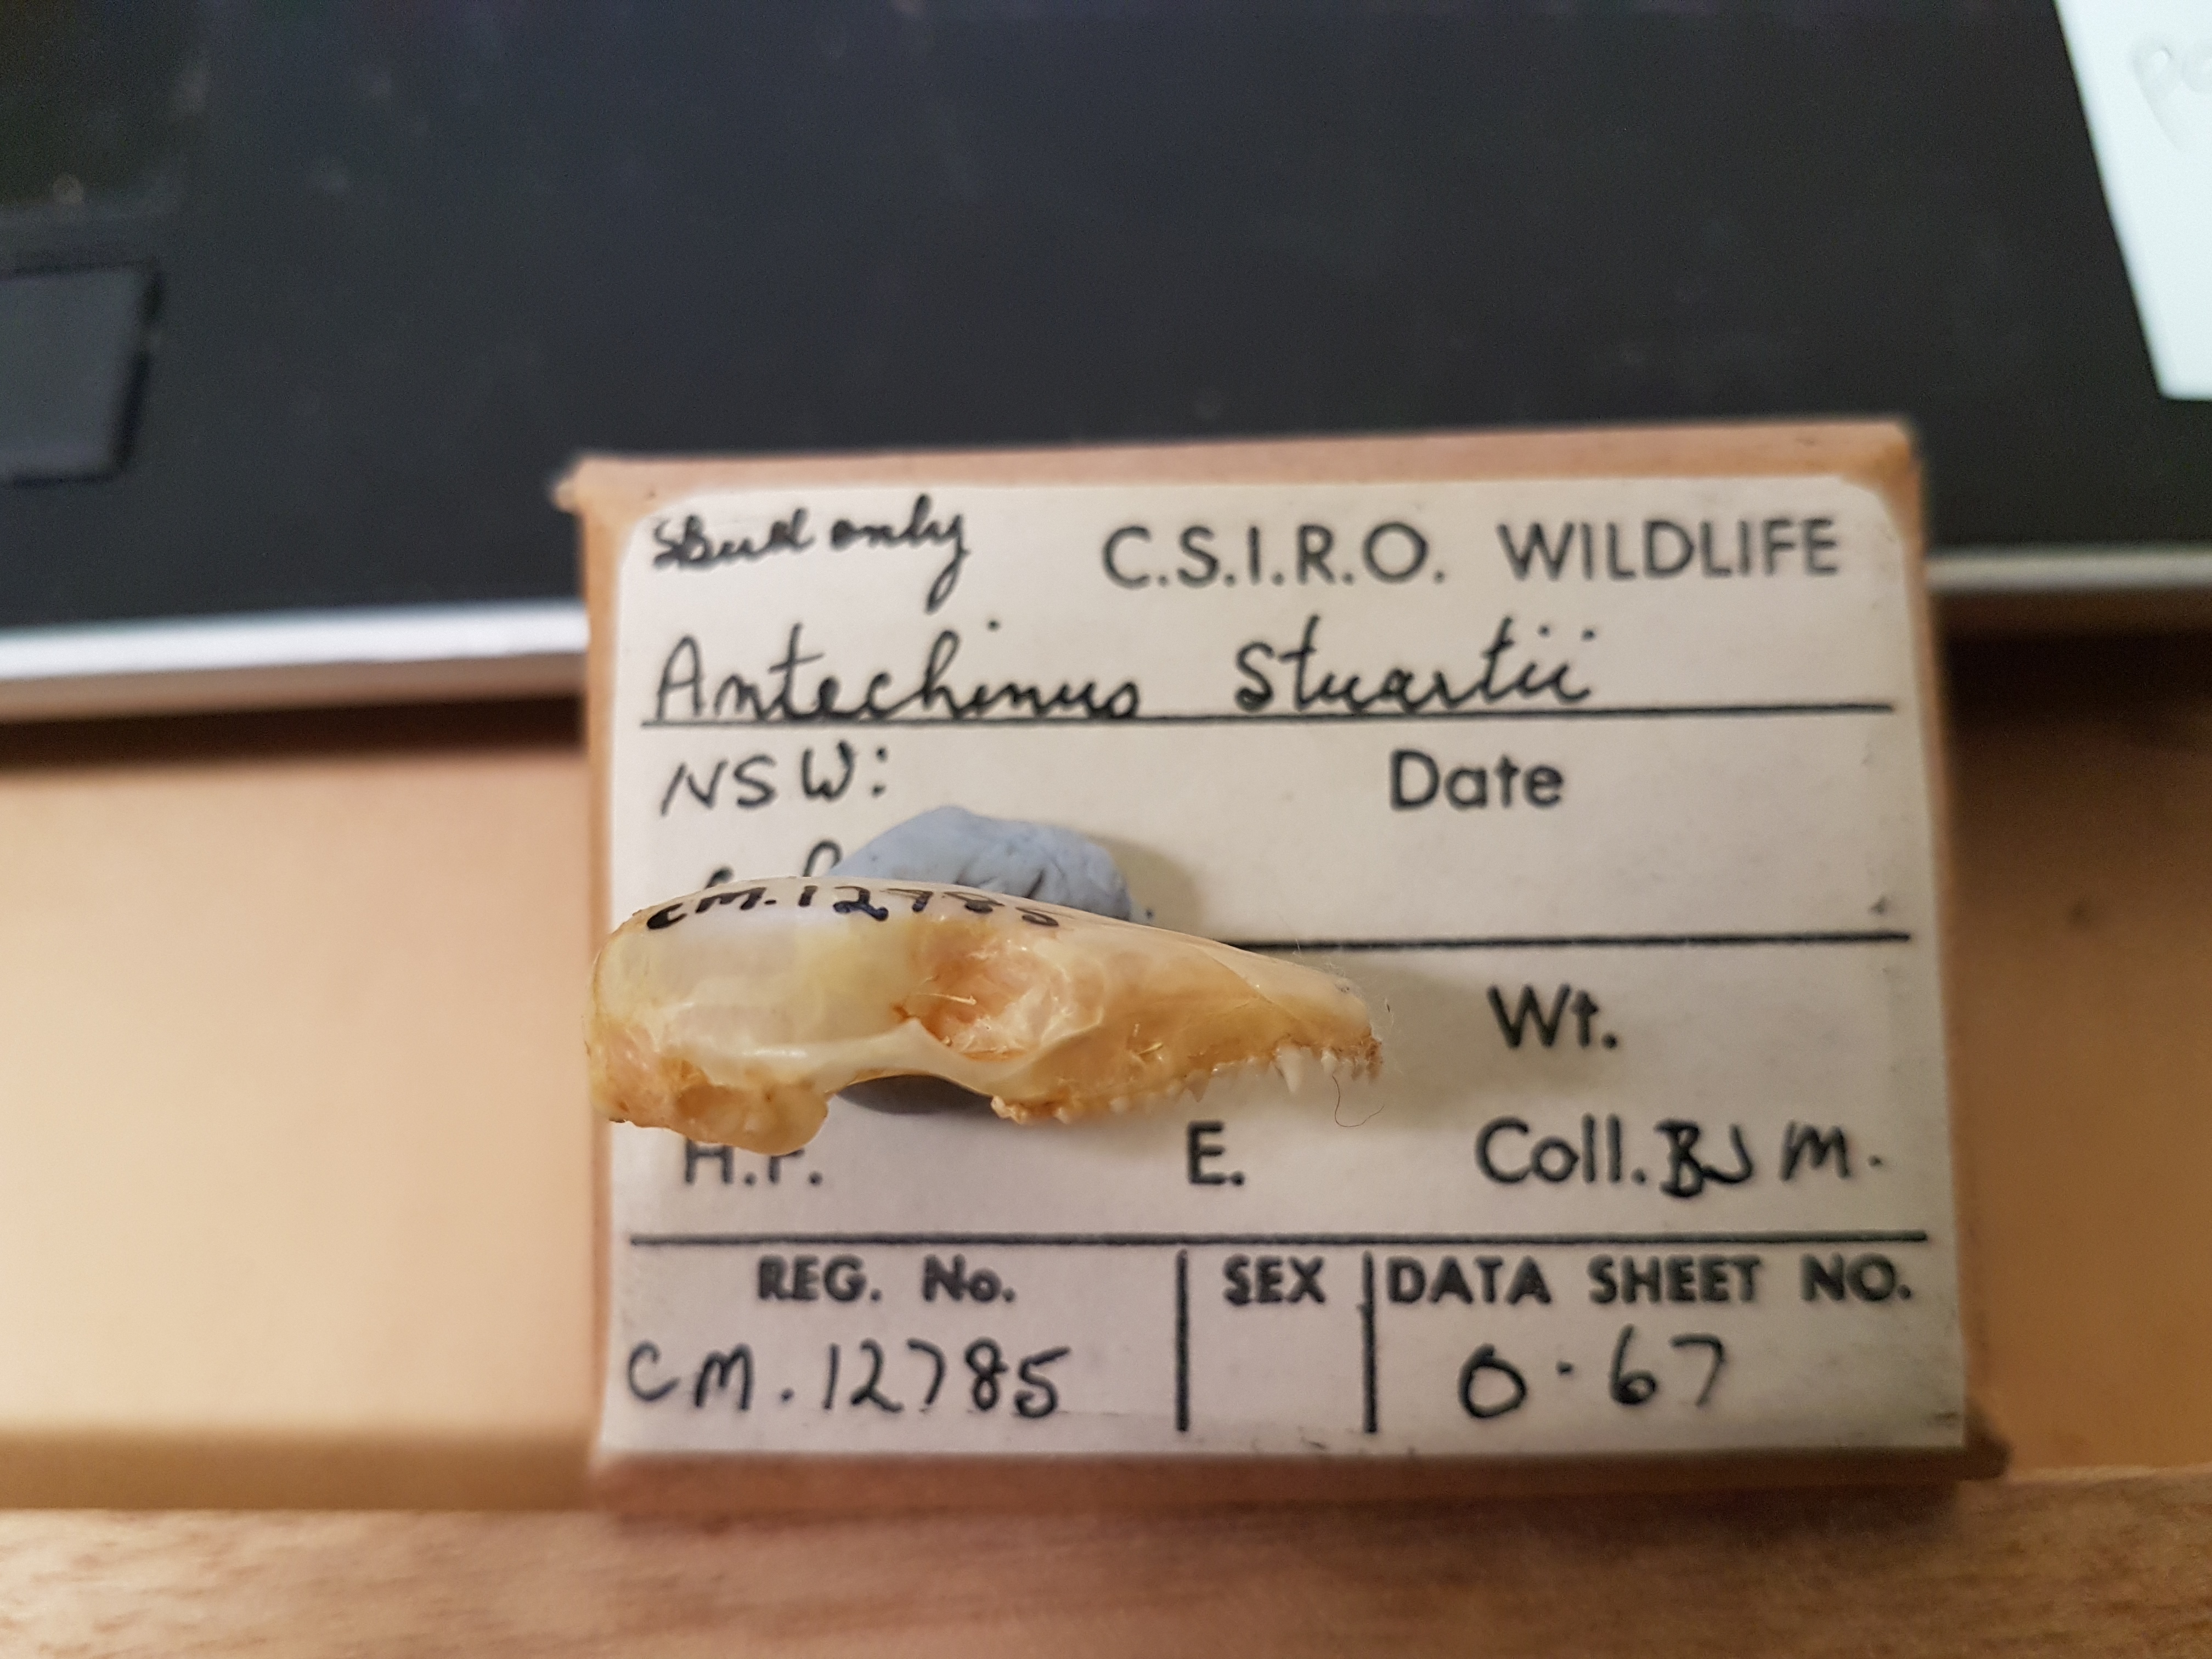 Skull only C.S.I.R.O. WILDLIFE
Antechinus Stuartii
NSW: Date
CM.12785
Wt.
H.F. E. Coll. BJM.
REG. No. SEX DATA SHEET NO.
CM.12785 0.67